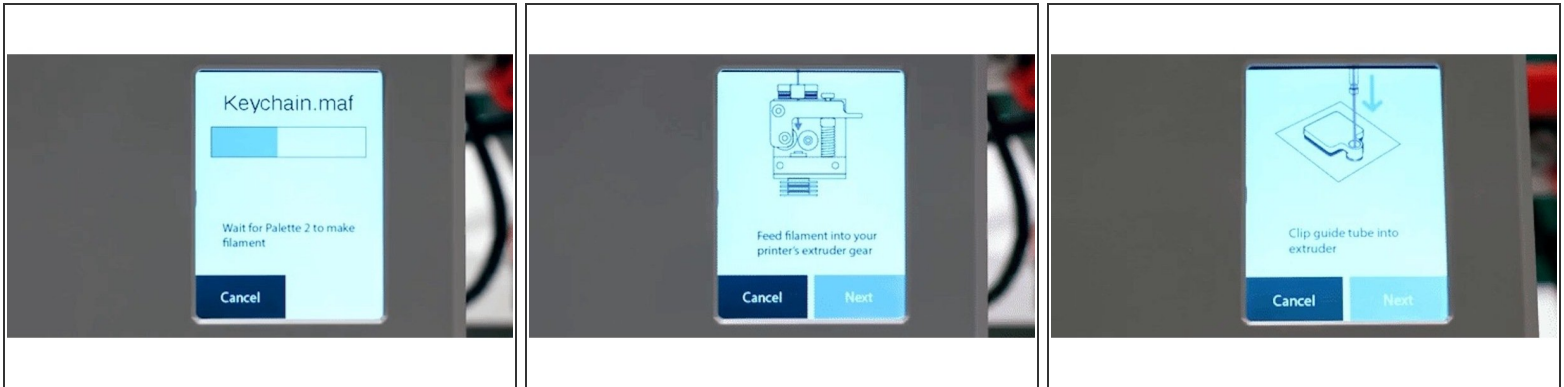 Keychain.maf
Wait for Palette 2 to make
filament
Cancel
Feed filament into your
printer's extruder gear
Cancel
Next
Clip guide tube into
extruder
Cancel
Next